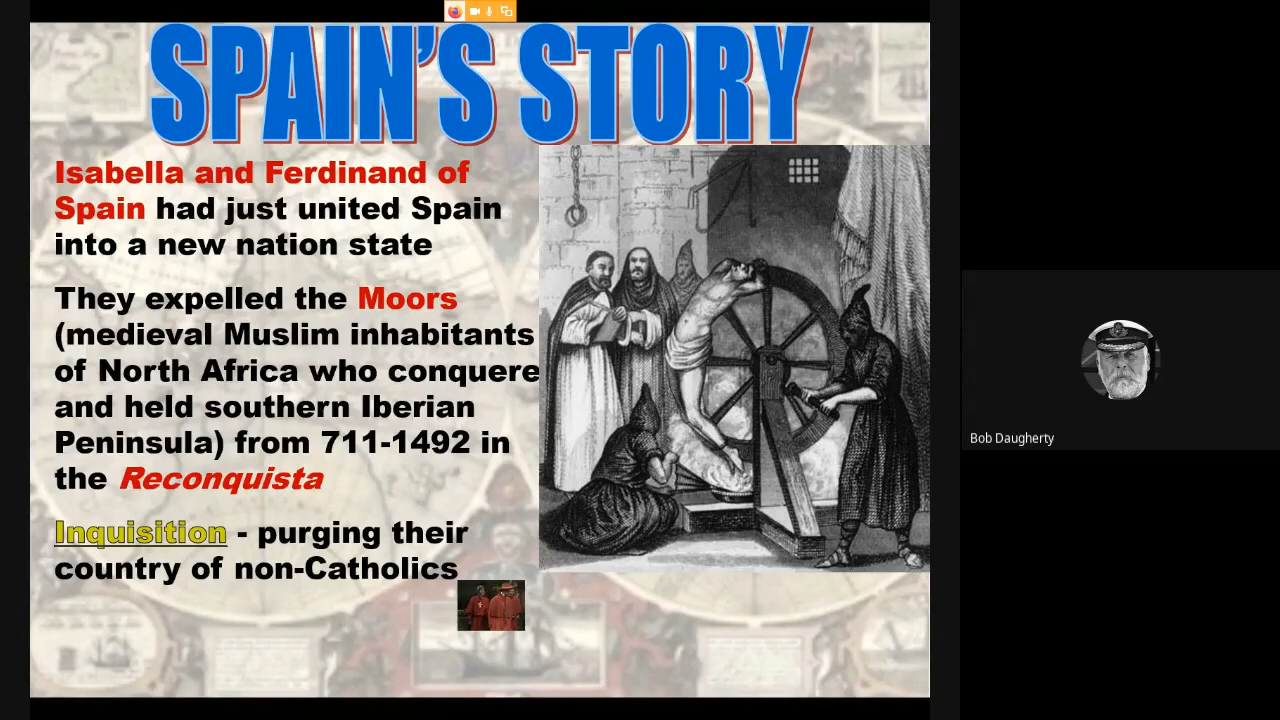 SPAIN'S STORY
Isabella and Ferdinand of
Spain had just united Spain
into a new nation state
They expelled the Moors
(medieval Muslim inhabitants
of North Africa who conquere
and held southern Iberian
Peninsula) from 711-1492 in
the Reconquista
Inquisition - purging their
country of non-Catholics
Bob Daugherty